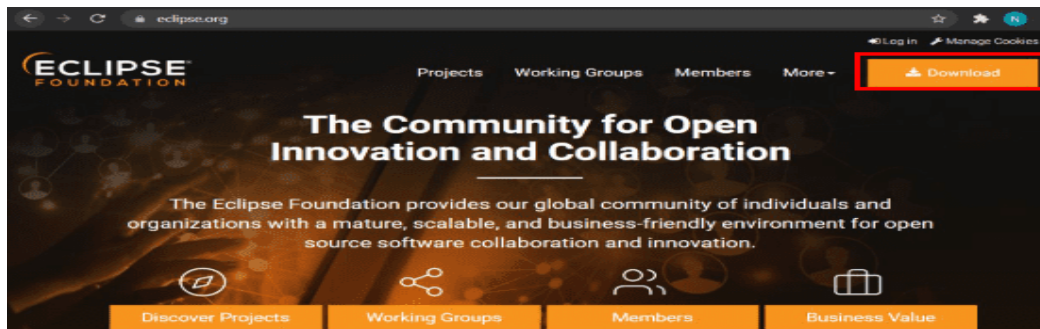 eclipse.org
N
Log in Manage Cookies
ECLIPSE
FOUNDATION
Projects Working Groups Members More Download
The Community for Open
Innovation and Collaboration
The Eclipse Foundation provides our global community of individuals and
organizations with a mature, scalable, and business-friendly environment for open
source software collaboration and innovation.
Discover Projects Working Groups Members Business Value